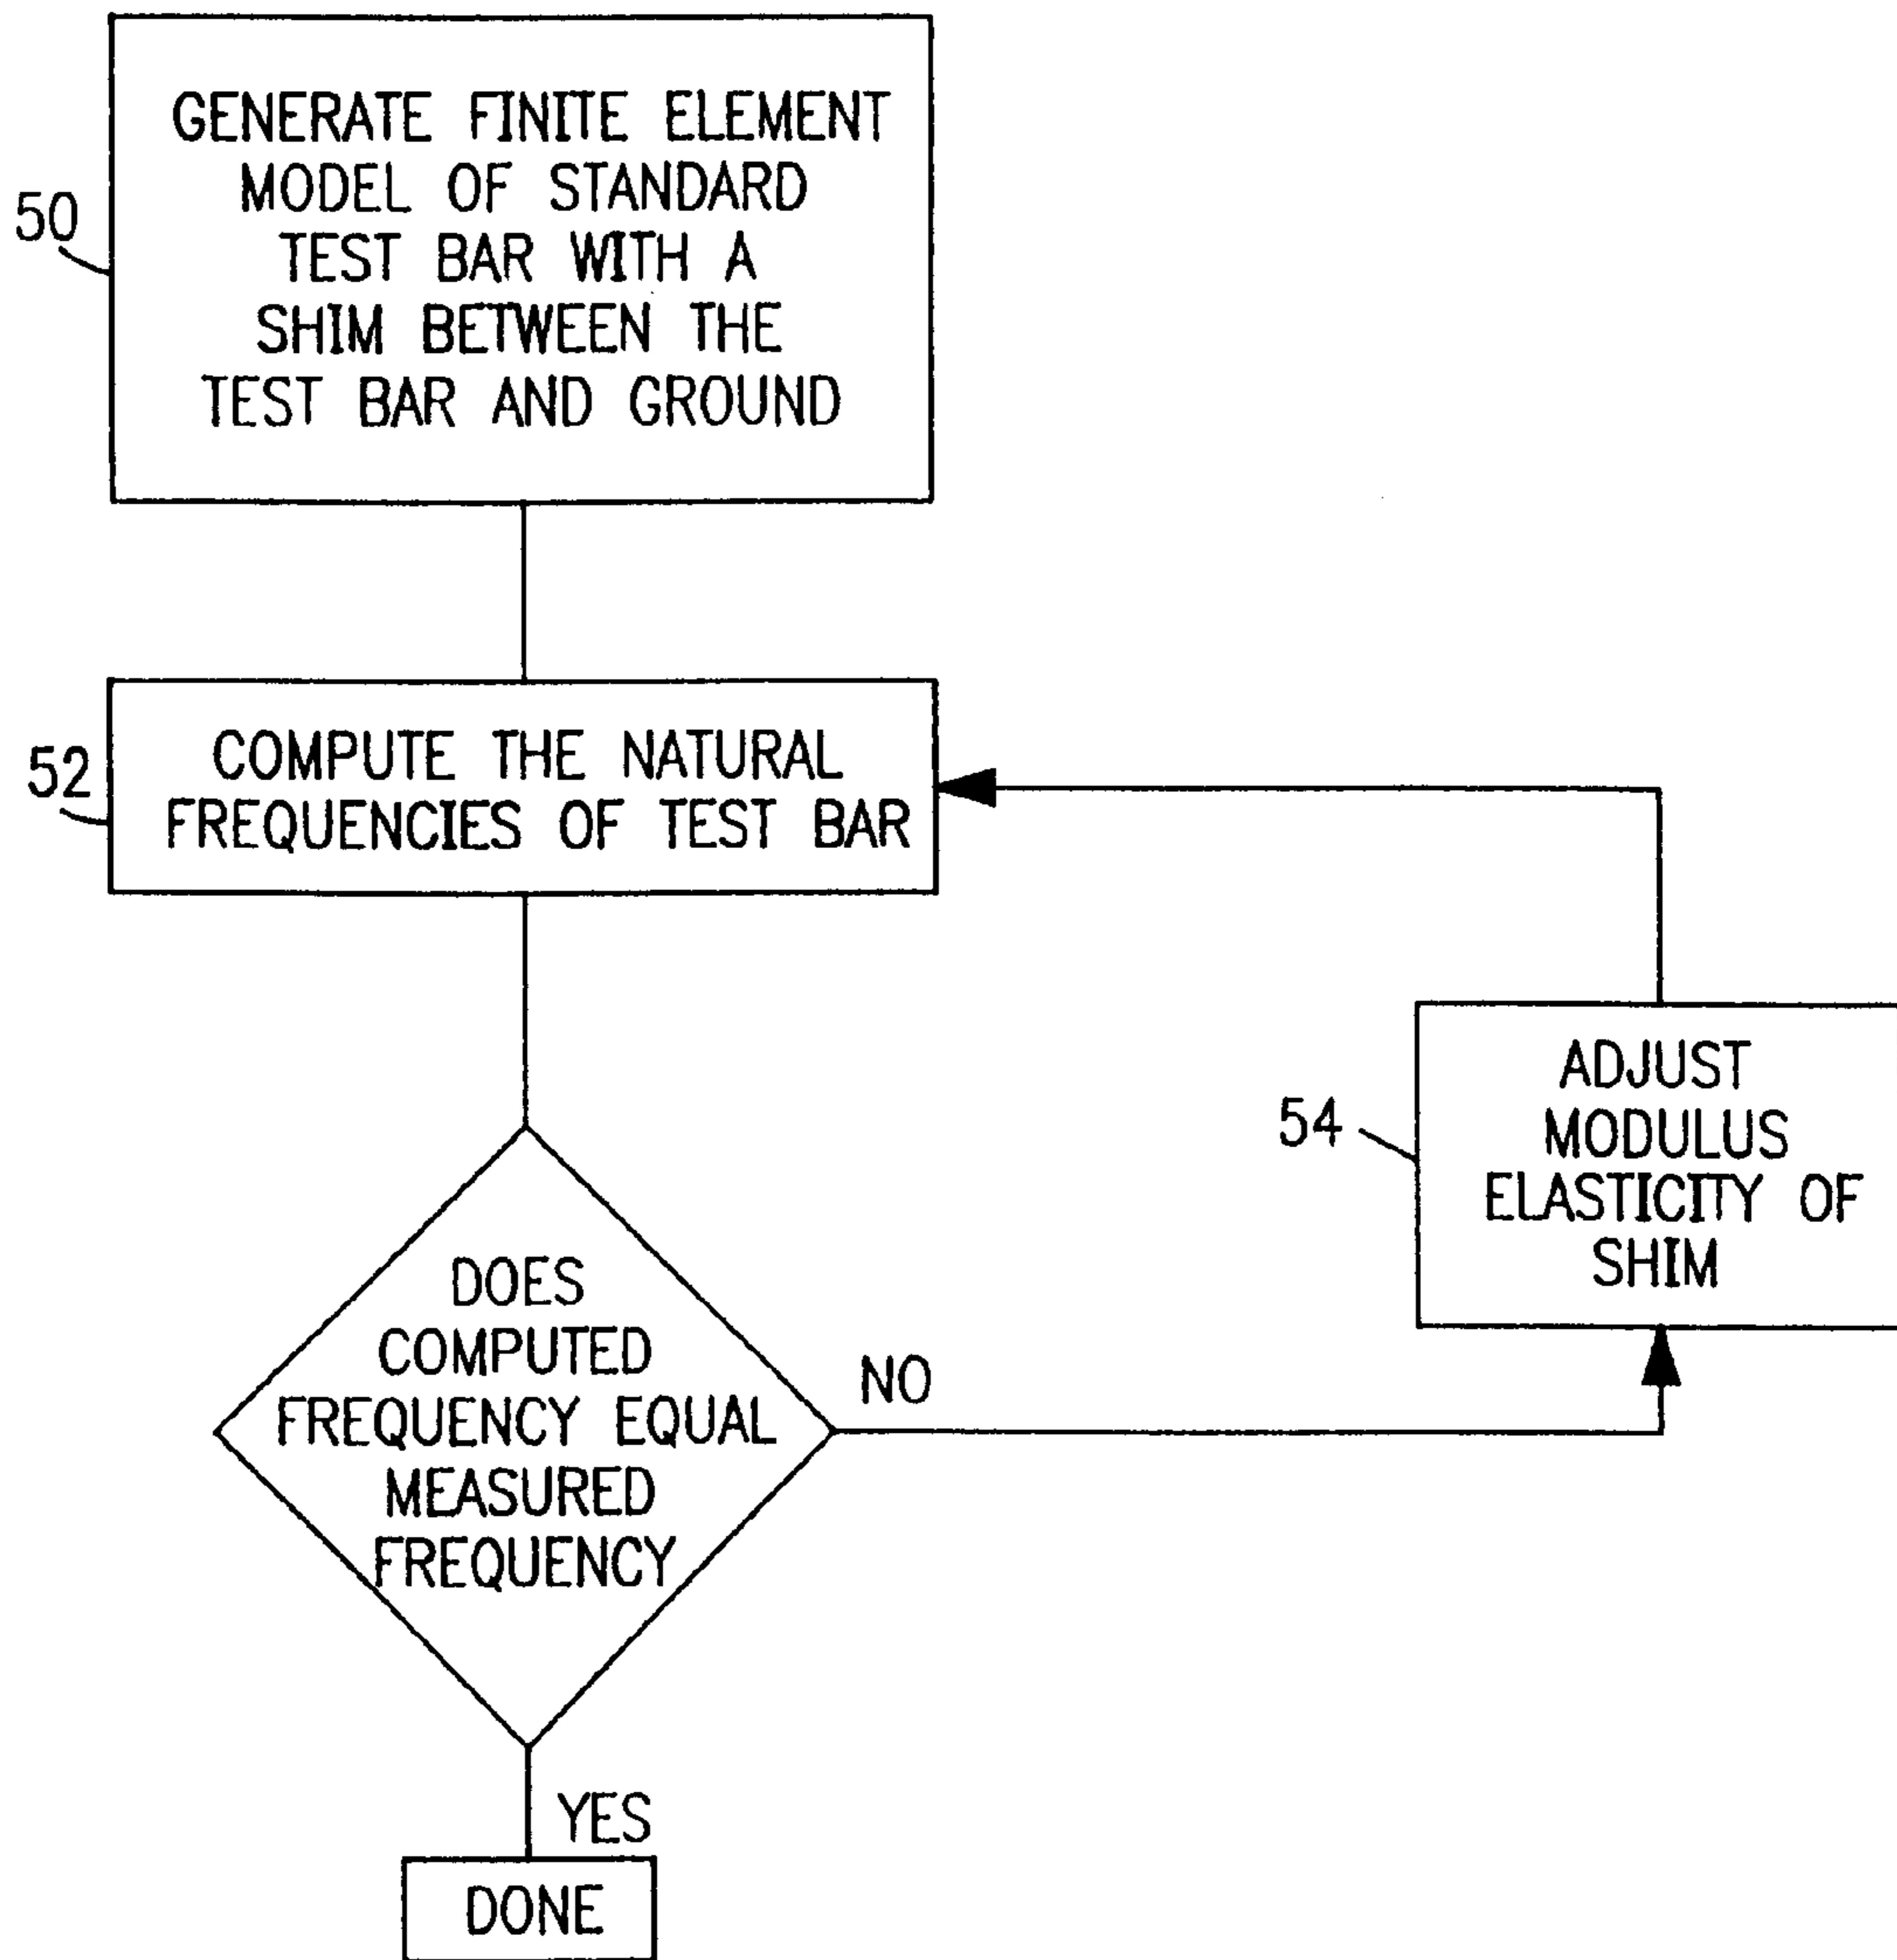 GENERATE FINITE ELEMENT
MODEL OF STANDARD
TEST BAR WITH A
SHIM BETWEEN THE
TEST BAR AND GROUND
50
COMPUTE THE NATURAL
FREQUENCIES OF TEST BAR
52
ADJUST
MODULUS
ELASTICITY OF
SHIM
54
DOES
COMPUTED
FREQUENCY EQUAL
MEASURED
FREQUENCY
NO
YES
DONE